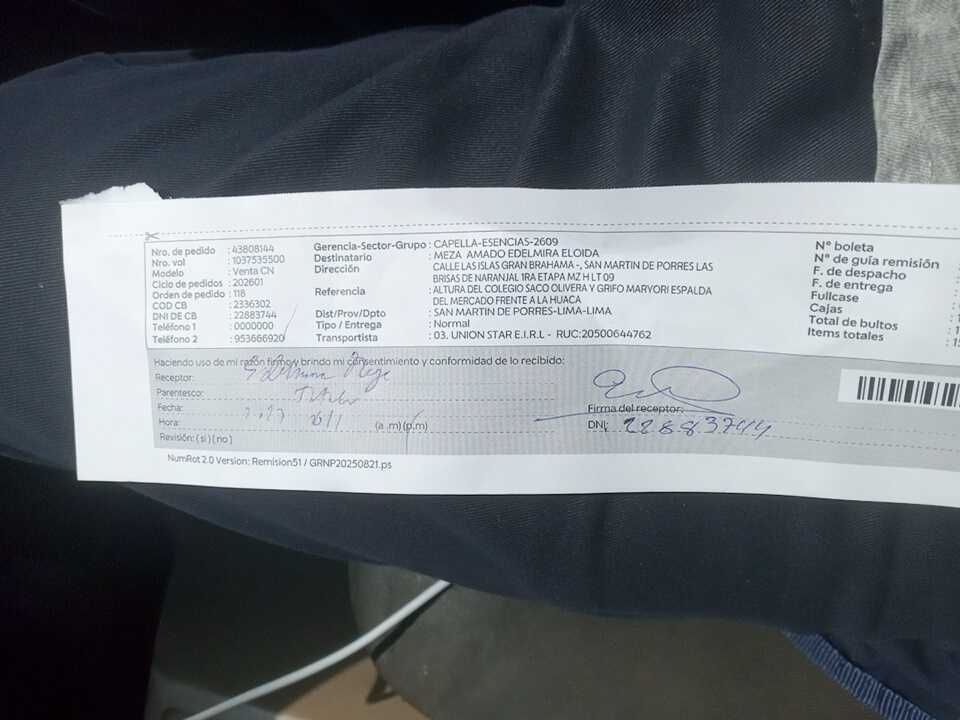 Nro. de pedido : 43808144
Nro. vol : 1037535500
Modelo : Venta CN
Ciclo de pedidos : 202601
Orden de pedido : 118
COD CB : 2336302
DNI DE CB : 22883744
Teléfono 1 : 0000000
Teléfono 2 : 953666920
Gerencia-Sector-Grupo : CAPELLA-ESENCIAS-2609
Destinatario : MEZA AMADO EDELMIRA ELOIDA
Dirección : CALLE LAS ISLAS GRAN BRAHAMA -, SAN MARTIN DE PORRES LAS
BRISAS DE NARANJAL 1RA ETAPA MZ H LT 09
Referencia : ALTURA DEL COLEGIO SACO OLIVERA Y GRIFO MARYORI ESPALDA
DEL MERCADO FRENTE A LA HUACA
Dist/Prov/Dpto : SAN MARTIN DE PORRES-LIMA-LIMA
Tipo / Entrega : Normal
Transportista : 03. UNION STAR E.I.R.L - RUC:20500644762
N° boleta
N° de guía remisión :
F. de despacho :
F. de entrega :
Fullcase :
Cajas :
Total de bultos :
Items totales :
Haciendo uso de mi razón firmo y brindo mi consentimiento y conformidad de lo recibido:
Receptor:
Parentesco:
Fecha:
Hora: (a .m) (p.m)
Revisión: ( si ) ( no )
Firma del receptor:
DNI: 22883744
NumRot 2.0 Version: Remision51 / GRNP20250821.ps